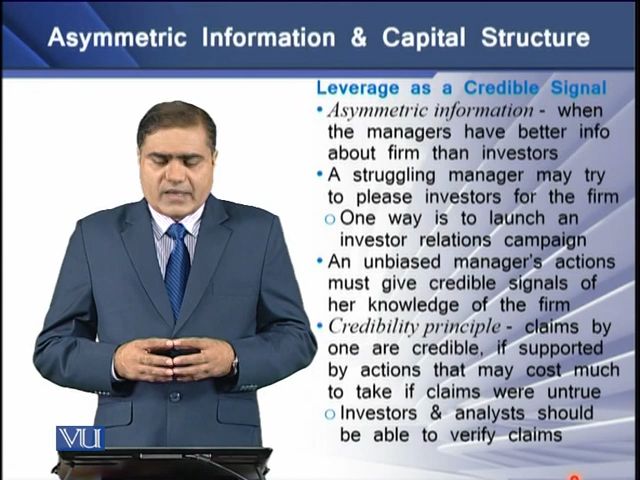 Asymmetric Information & Capital Structure
Leverage as a Credible Signal
• Asymmetric information - when
the managers have better info
about firm than investors
• A struggling manager may try
to please investors for the firm
o One way is to launch an
investor relations campaign
• An unbiased manager's actions
must give credible signals of
her knowledge of the firm
• Credibility principle - claims by
one are credible, if supported
by actions that may cost much
to take if claims were untrue
o Investors & analysts should
be able to verify claims
VU